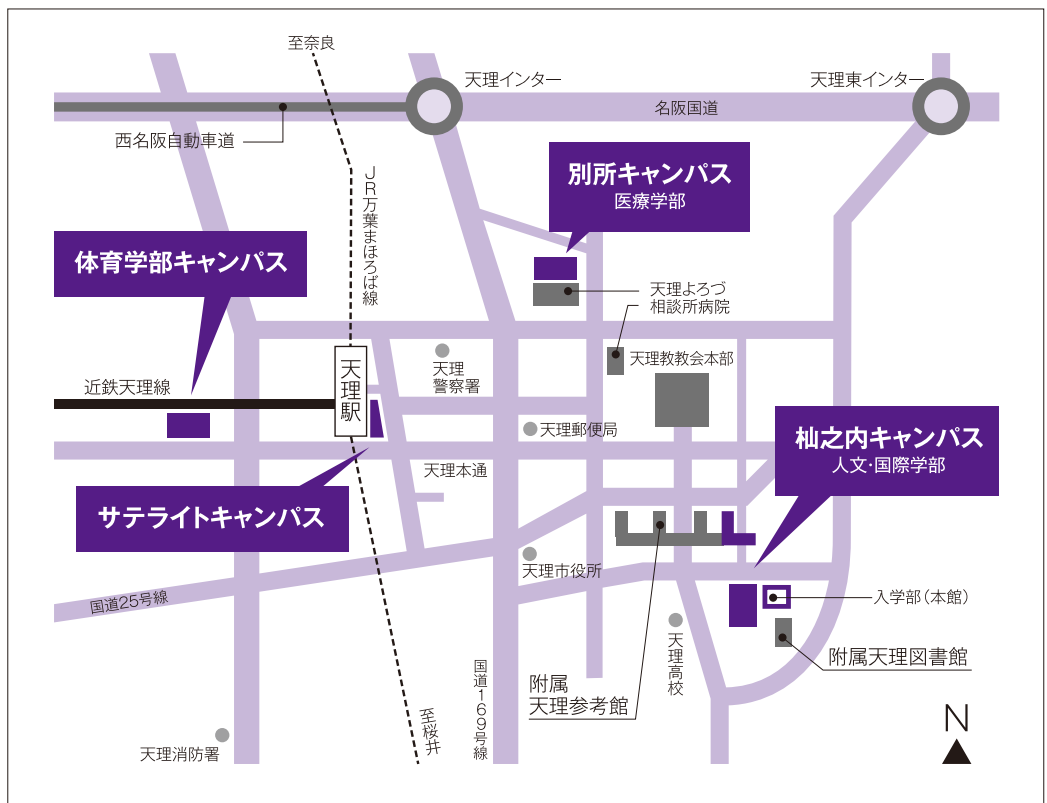 至奈良
天理インター
天理東インター
名阪国道
西名阪自動車道
JR万葉まほろば線
別所キャンパス
医療学部
体育学部キャンパス
天理よろづ
相談所病院
天理教教会本部
天理
警察署
天理駅
近鉄天理線
天理郵便局
杣之内キャンパス
人文・国際学部
天理本通
サテライトキャンパス
天理市役所
国道25号線
入学部（本館）
天理高校
附属天理図書館
国道169号線
附属
天理参考館
至桜井
天理消防署
N